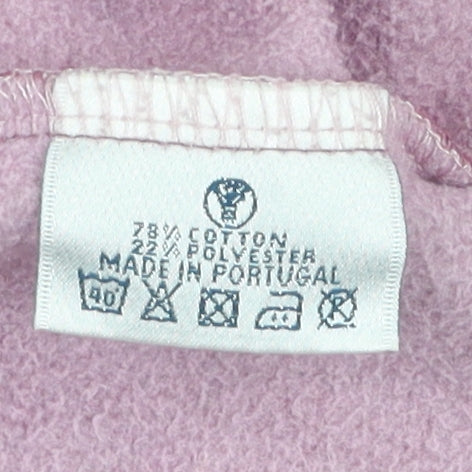 78% COTTON
22% POLYESTER
MADE IN PORTUGAL
40